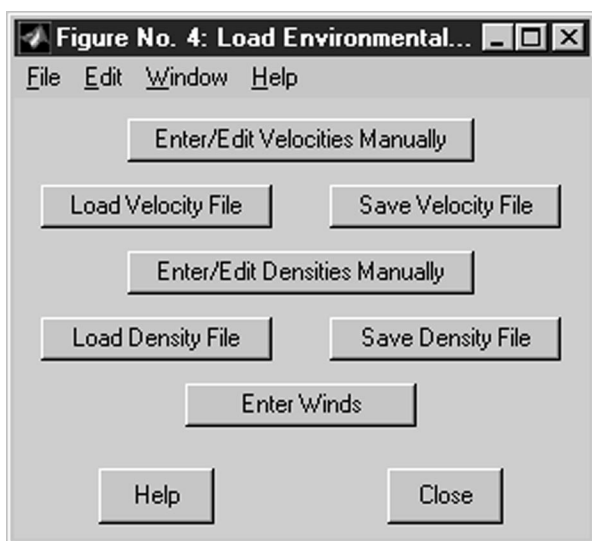 Figure No. 4: Load Environmental...
File Edit Window Help
Enter/Edit Velocities Manually
Load Velocity File Save Velocity File
Enter/Edit Densities Manually
Load Density File Save Density File
Enter Winds
Help Close